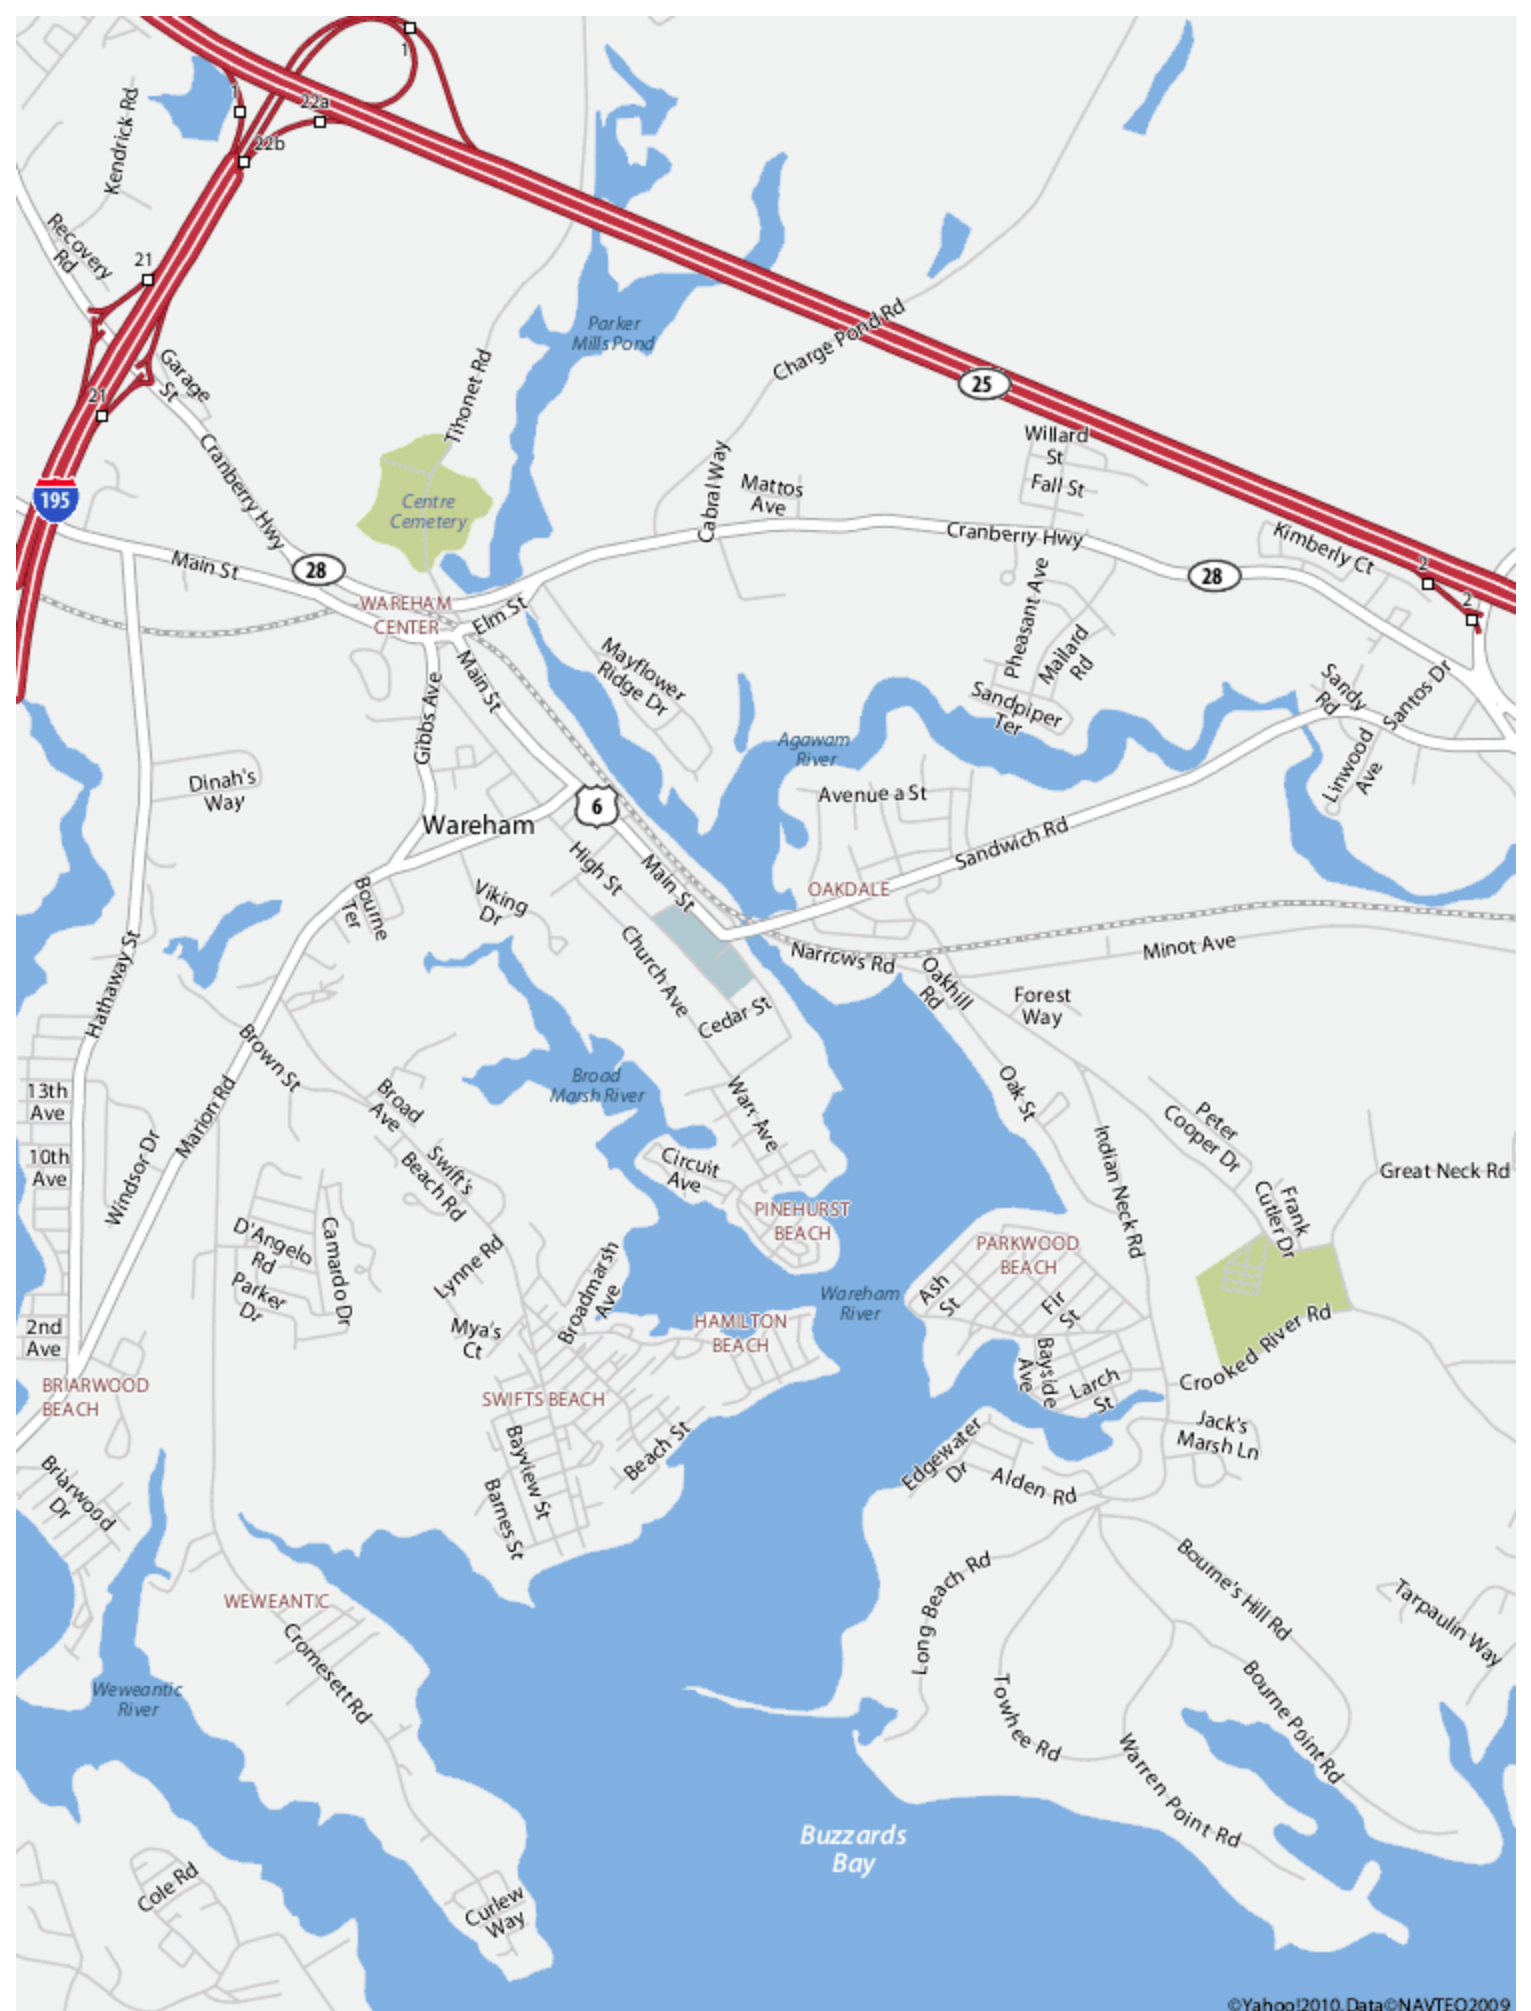 1
1
22a
22b
Kendrick Rd
Recovery
Rd
21
Parker
Mills Pond
Charge Pond Rd
Garage
St
21
Tihonet Rd
25
Willard
St
Fall St
Cranberry Hwy
Centre
Cemetery
Cabral Way
Mattos
Ave
195
Cranberry Hwy
Kimberly Ct
Main St
28
28
2
2
WAREHAM
CENTER
Elm St
Pheasant Ave
Mallard
Rd
Mayflower
Ridge Dr
Main St
Gibbs Ave
Sandpiper
Ter
Sandy
Rd
Santos Dr
Agawam
River
Linwood
Ave
Dinah's
Way
Avenue a St
6
Wareham
Sandwich Rd
High St
Main St
OAKDALE
Viking
Dr
Bourne
Ter
Narrows Rd
Minot Ave
Hathaway St
Church Ave
Oakhill
Rd
Forest
Way
Cedar St
Brown St
Broad
Marsh River
Oak St
13th
Ave
Broad
Ave
Warr Ave
Peter
Cooper Dr
Marion Rd
10th
Ave
Windsor Dr
Swift's
Beach Rd
Circuit
Ave
Indian Neck Rd
Great Neck Rd
Frank
Cutler Dr
PINEHURST
BEACH
D'Angelo
Rd
Camardo Dr
PARKWOOD
BEACH
Lynne Rd
Broadmarsh
Ave
Parker
Dr
Ash
St
Wareham
River
Fir
St
HAMILTON
BEACH
2nd
Ave
Mya's
Ct
Crooked River Rd
Bayside
Ave
Larch
St
BRIARWOOD
BEACH
SWIFTS BEACH
Jack's
Marsh Ln
Bayview St
Beach St
Edgewater
Dr
Alden Rd
Briarwood
Dr
Barnes St
Long Beach Rd
Bourne's Hill Rd
WEWEANTIC
Tarpaulin Way
Cromesett Rd
Weweantic
River
Towhee Rd
Bourne Point Rd
Warren Point Rd
Buzzards
Bay
Cole Rd
Curlew
Way
©Yahoo!2010, Data©NAVTEQ2009